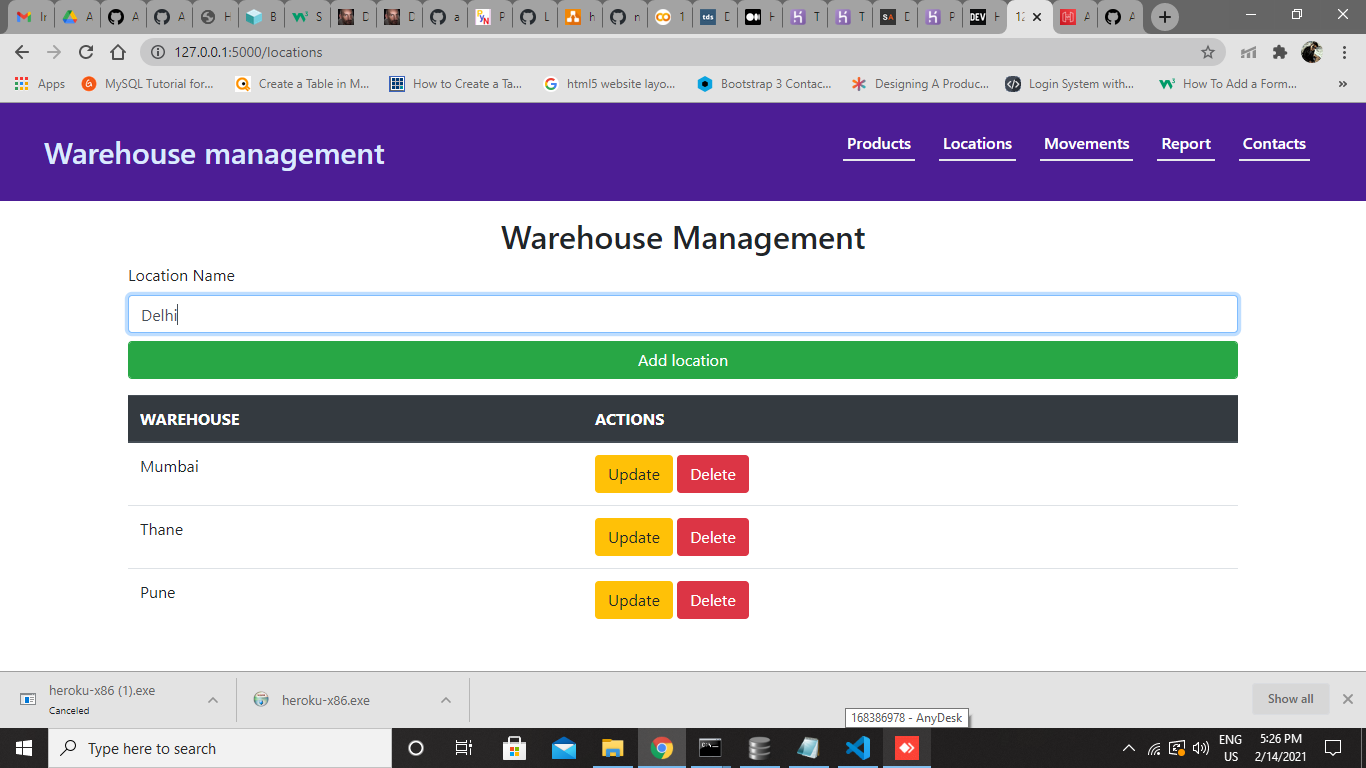 127.0.0.1:5000/locations
Apps MySQL Tutorial for... Create a Table in M... How to Create a Ta... html5 website layo... Bootstrap 3 Contac... Designing A Produc... Login System with... How To Add a Form... »
Warehouse management Products Locations Movements Report Contacts
Warehouse Management
Location Name
Delhi
Add location
WAREHOUSE ACTIONS
Mumbai Update Delete
Thane Update Delete
Pune Update Delete
heroku-x86 (1).exe
Canceled
heroku-x86.exe
Show all
168386978 - AnyDesk
Type here to search
ENG
US
5:26 PM
2/14/2021